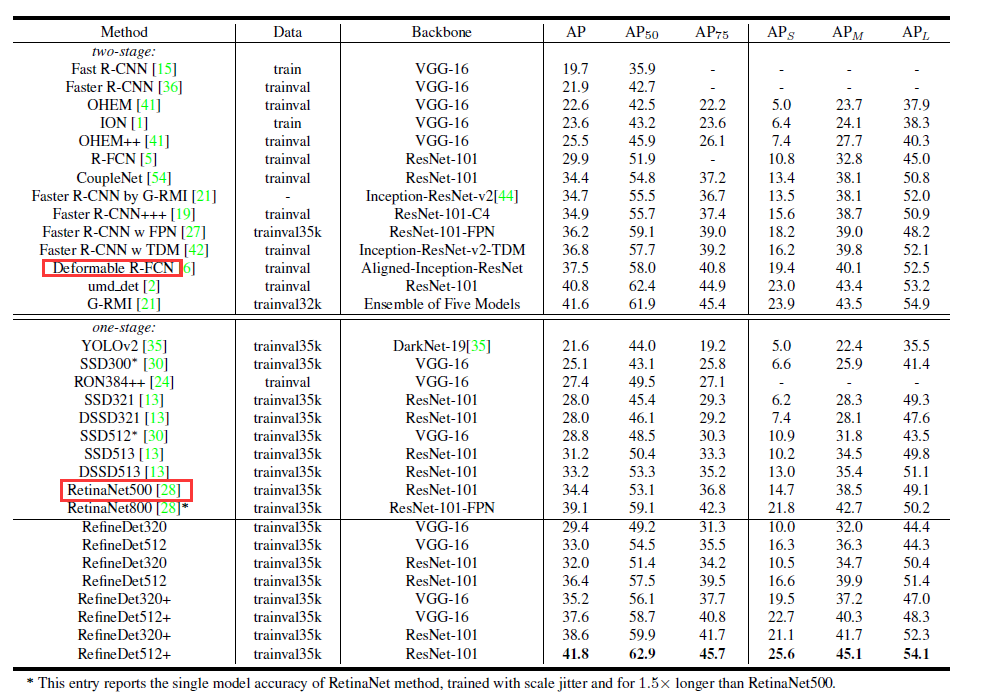 Method Data Backbone AP AP50 AP75 APS APM APL
two-stage:
Fast R-CNN [15] train VGG-16 19.7 35.9 - - - -
Faster R-CNN [36] trainval VGG-16 21.9 42.7 - - - -
OHEM [41] trainval VGG-16 22.6 42.5 22.2 5.0 23.7 37.9
ION [1] train VGG-16 23.6 43.2 23.6 6.4 24.1 38.3
OHEM++ [41] trainval VGG-16 25.5 45.9 26.1 7.4 27.7 40.3
R-FCN [5] trainval ResNet-101 29.9 51.9 - 10.8 32.8 45.0
CoupleNet [54] trainval ResNet-101 34.4 54.8 37.2 13.4 38.1 50.8
Faster R-CNN by G-RMI [21] - Inception-ResNet-v2[44] 34.7 55.5 36.7 13.5 38.1 52.0
Faster R-CNN+++ [19] trainval ResNet-101-C4 34.9 55.7 37.4 15.6 38.7 50.9
Faster R-CNN w FPN [27] trainval35k ResNet-101-FPN 36.2 59.1 39.0 18.2 39.0 48.2
Faster R-CNN w TDM [42] trainval Inception-ResNet-v2-TDM 36.8 57.7 39.2 16.2 39.8 52.1
Deformable R-FCN 6] trainval Aligned-Inception-ResNet 37.5 58.0 40.8 19.4 40.1 52.5
umd_det [2] trainval ResNet-101 40.8 62.4 44.9 23.0 43.4 53.2
G-RMI [21] trainval32k Ensemble of Five Models 41.6 61.9 45.4 23.9 43.5 54.9
one-stage:
YOLOv2 [35] trainval35k DarkNet-19[35] 21.6 44.0 19.2 5.0 22.4 35.5
SSD300* [30] trainval35k VGG-16 25.1 43.1 25.8 6.6 25.9 41.4
RON384++ [24] trainval VGG-16 27.4 49.5 27.1 - - -
SSD321 [13] trainval35k ResNet-101 28.0 45.4 29.3 6.2 28.3 49.3
DSSD321 [13] trainval35k ResNet-101 28.0 46.1 29.2 7.4 28.1 47.6
SSD512* [30] trainval35k VGG-16 28.8 48.5 30.3 10.9 31.8 43.5
SSD513 [13] trainval35k ResNet-101 31.2 50.4 33.3 10.2 34.5 49.8
DSSD513 [13] trainval35k ResNet-101 33.2 53.3 35.2 13.0 35.4 51.1
RetinaNet500 [28] trainval35k ResNet-101 34.4 53.1 36.8 14.7 38.5 49.1
RetinaNet800 [28]* trainval35k ResNet-101-FPN 39.1 59.1 42.3 21.8 42.7 50.2
RefineDet320 trainval35k VGG-16 29.4 49.2 31.3 10.0 32.0 44.4
RefineDet512 trainval35k VGG-16 33.0 54.5 35.5 16.3 36.3 44.3
RefineDet320 trainval35k ResNet-101 32.0 51.4 34.2 10.5 34.7 50.4
RefineDet512 trainval35k ResNet-101 36.4 57.5 39.5 16.6 39.9 51.4
RefineDet320+ trainval35k VGG-16 35.2 56.1 37.7 19.5 37.2 47.0
RefineDet512+ trainval35k VGG-16 37.6 58.7 40.8 22.7 40.3 48.3
RefineDet320+ trainval35k ResNet-101 38.6 59.9 41.7 21.1 41.7 52.3
RefineDet512+ trainval35k ResNet-101 41.8 62.9 45.7 25.6 45.1 54.1
* This entry reports the single model accuracy of RetinaNet method, trained with scale jitter and for 1.5× longer than RetinaNet500.